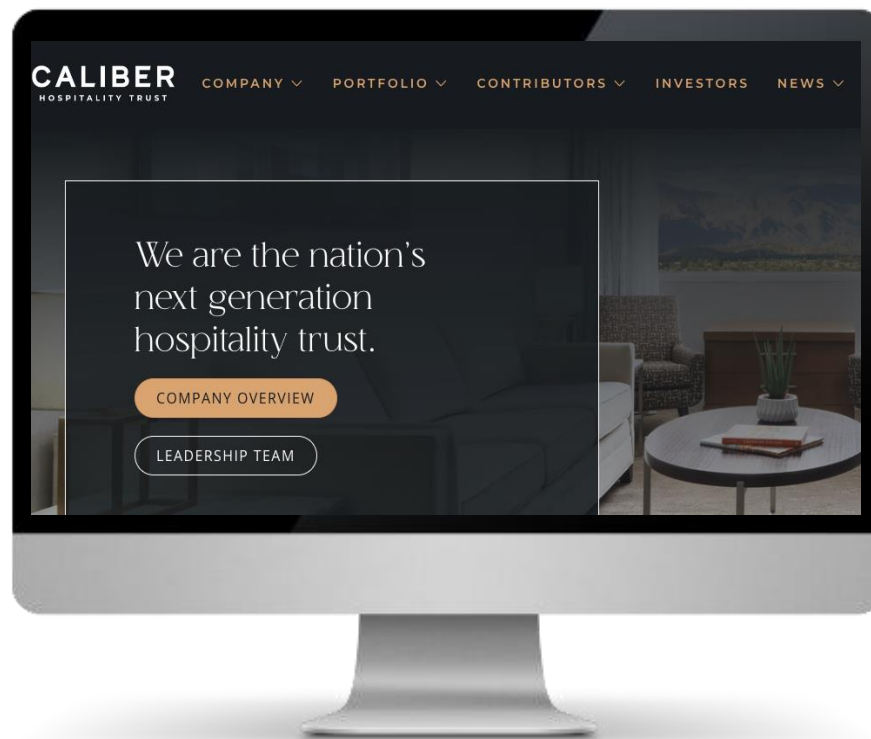 CALIBER
HOSPITALITY TRUST
COMPANY
PORTFOLIO
CONTRIBUTORS
INVESTORS
NEWS
We are the nation's
next generation
hospitality trust.
COMPANY OVERVIEW
LEADERSHIP TEAM